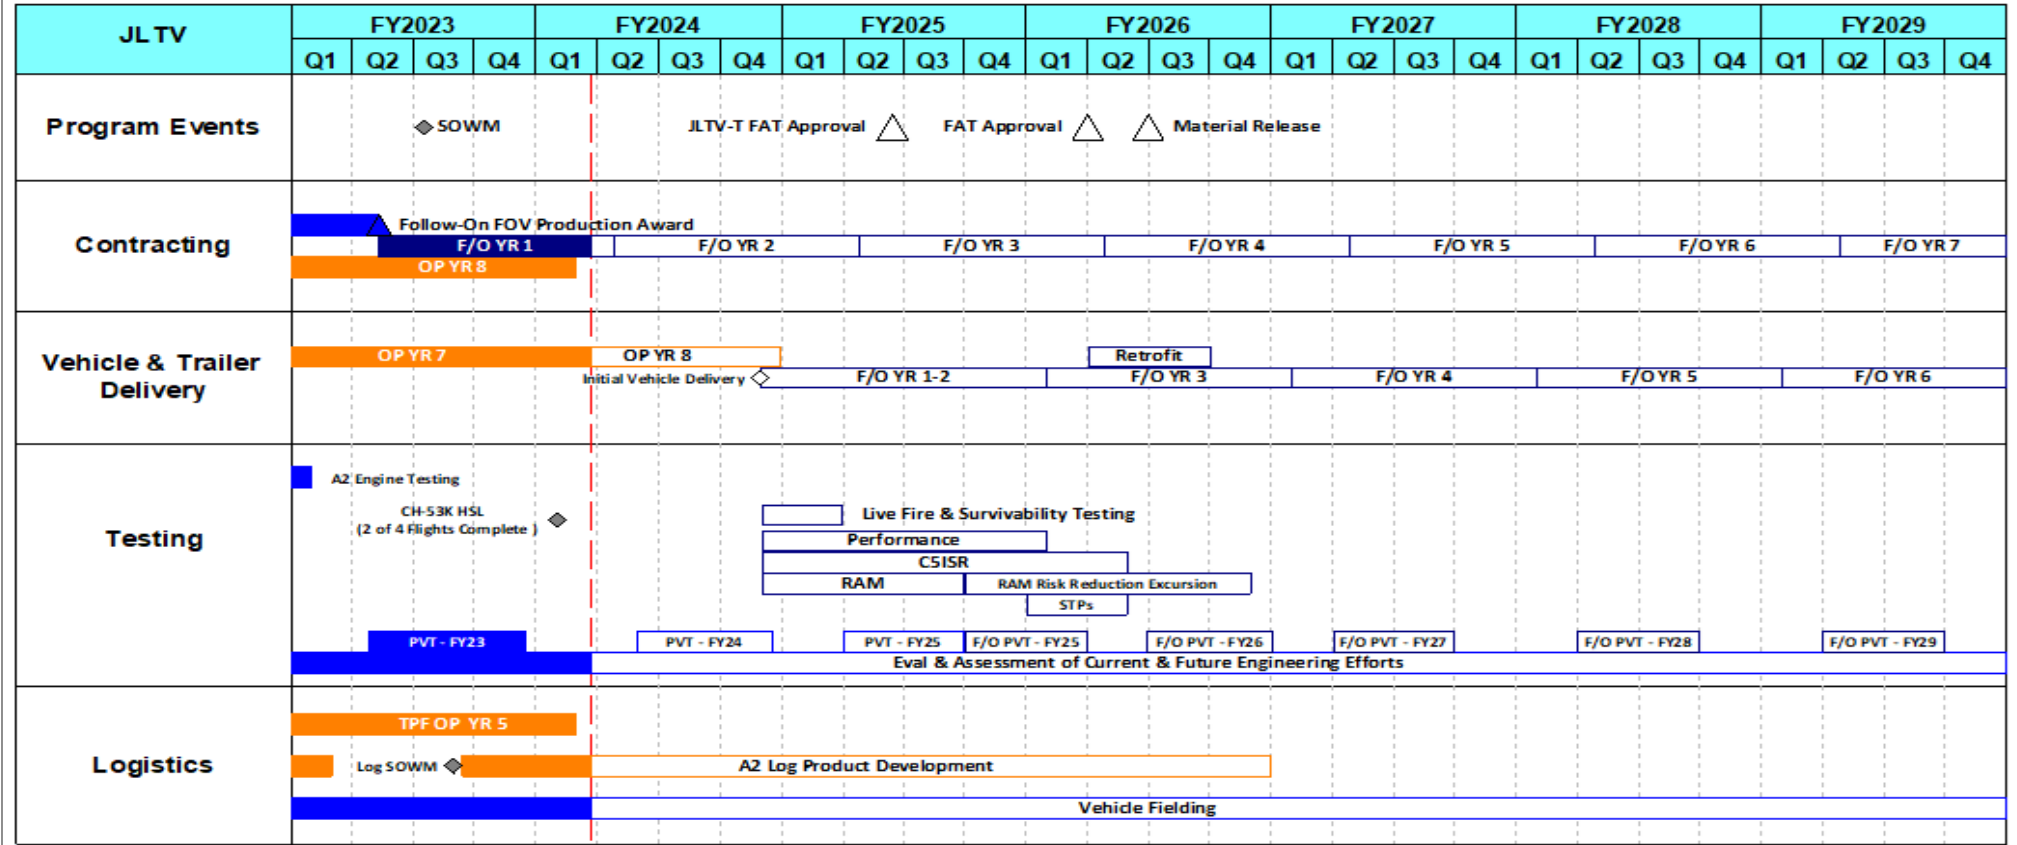 JLTV
FY2023 FY2024 FY2025 FY2026 FY2027 FY2028 FY2029
Q1 Q2 Q3 Q4 Q1 Q2 Q3 Q4 Q1 Q2 Q3 Q4 Q1 Q2 Q3 Q4 Q1 Q2 Q3 Q4 Q1 Q2 Q3 Q4 Q1 Q2 Q3 Q4
Program Events
SOWM JLTV-T FAT Approval FAT Approval Material Release
Contracting
Follow-On FOV Production Award
F/O YR 1 F/O YR 2 F/O YR 3 F/O YR 4 F/O YR 5 F/O YR 6 F/O YR 7
OP YR 8
Vehicle & Trailer
Delivery
OP YR 7 OP YR 8 Retrofit
Initial Vehicle Delivery F/O YR 1-2 F/O YR 3 F/O YR 4 F/O YR 5 F/O YR 6
Testing
A2 Engine Testing
CH-53K HSL
(2 of 4 Flights Complete )
Live Fire & Survivability Testing
Performance
C5ISR
RAM RAM Risk Reduction Excursion
STPs
PVT - FY23 PVT - FY24 PVT - FY25 F/O PVT - FY25 F/O PVT - FY26 F/O PVT - FY27 F/O PVT - FY28 F/O PVT - FY29
Eval & Assessment of Current & Future Engineering Efforts
Logistics
TPF OP YR 5
Log SOWM A2 Log Product Development
Vehicle Fielding